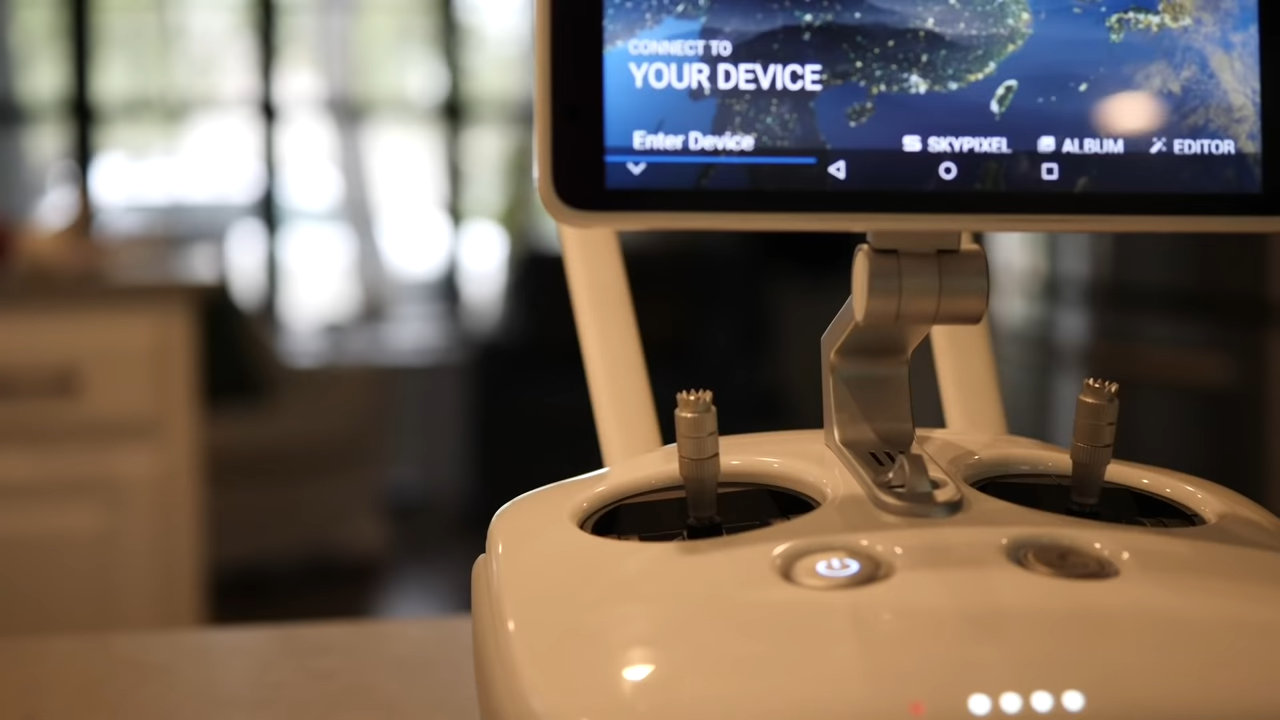 CONNECT TO
YOUR DEVICE
Enter Device
SKYPIXEL ALBUM EDITOR